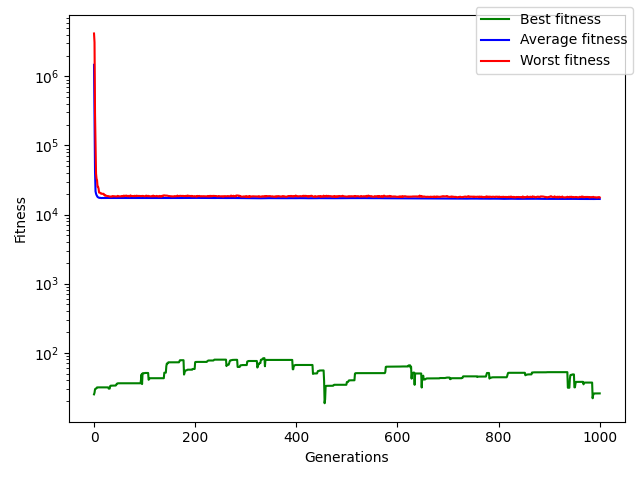 Best fitness
Average fitness
Worst fitness
10^6
10^5
10^4
10^3
10^2
Fitness
0 200 400 600 800 1000
Generations